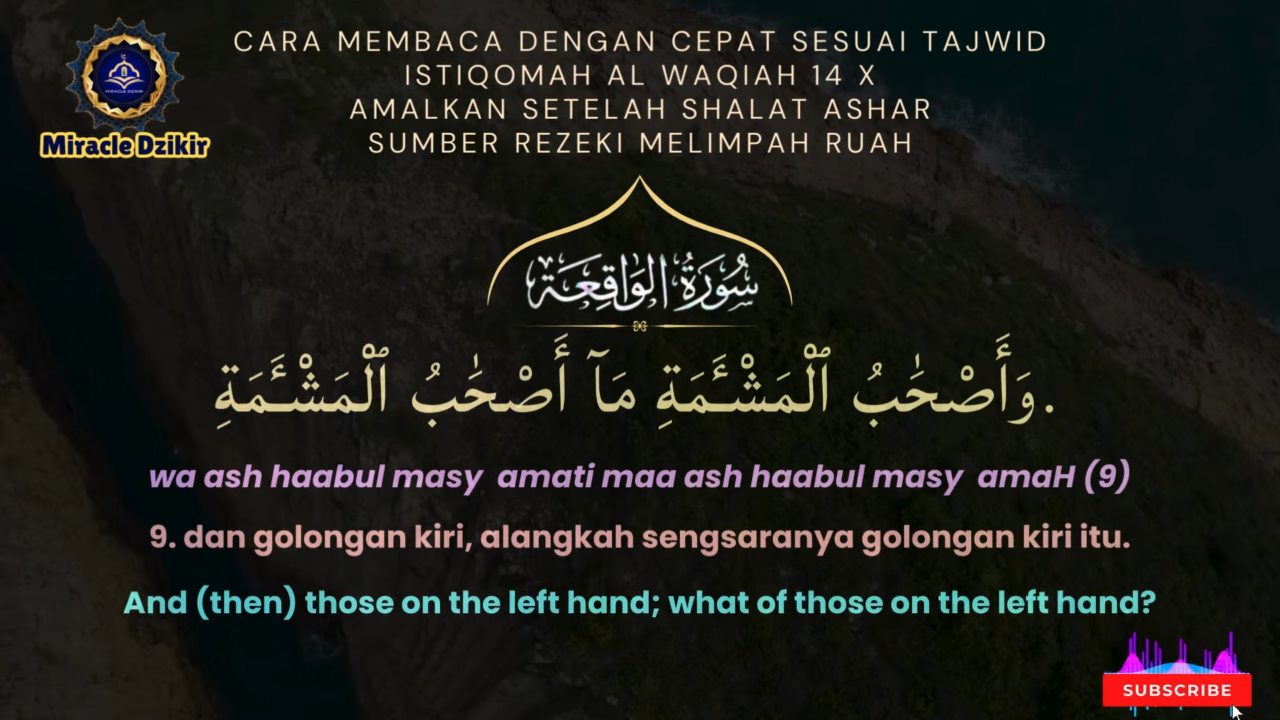 CARA MEMBACA DENGAN CEPAT SESUAI TAJWID
ISTIQOMAH AL WAQIAH 14 X
AMALKAN SETELAH SHALAT ASHAR
SUMBER REZEKI MELIMPAH RUAH
MIRACLE DZIKIR
Miracle Dzikir
سُورَةُ الوَاقِعَة
وَأَصْحَٰبُ ٱلْمَشْـَٔمَةِ مَآ أَصْحَٰبُ ٱلْمَشْـَٔمَةِ.
wa ash haabul masy  amati maa ash haabul masy  amaH (9)
9. dan golongan kiri, alangkah sengsaranya golongan kiri itu.
And (then) those on the left hand; what of those on the left hand?
SUBSCRIBE